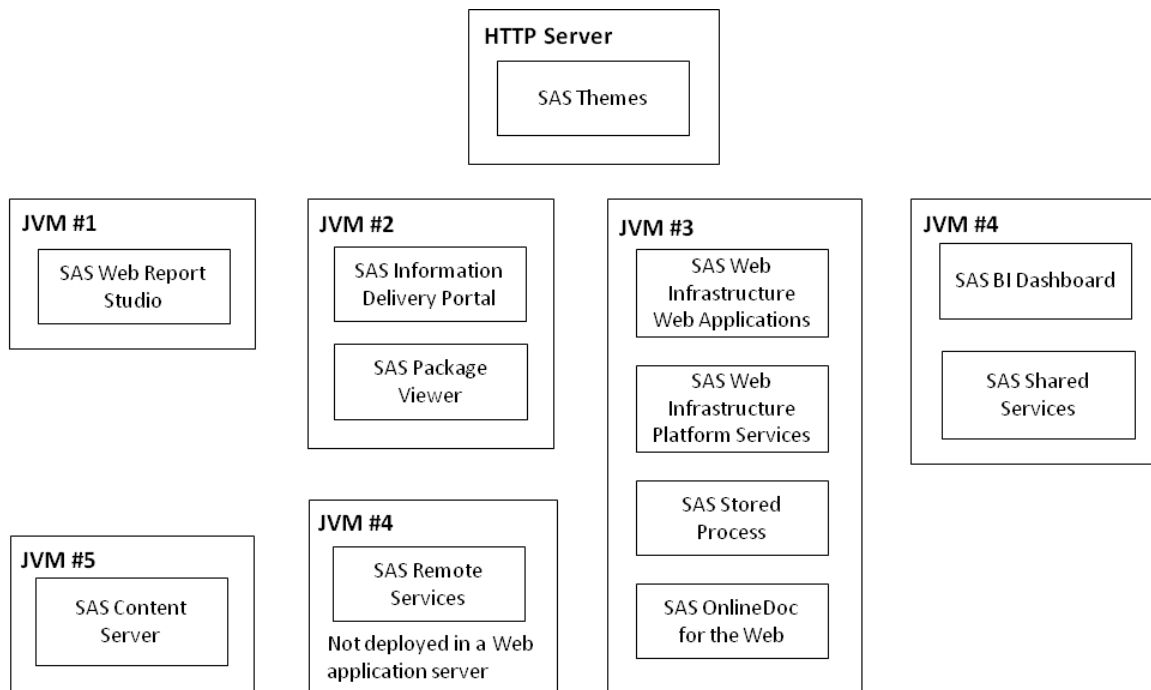 HTTP Server
SAS Themes
JVM #1
SAS Web Report
Studio
JVM #2
SAS Information
Delivery Portal
SAS Package
Viewer
JVM #3
SAS Web
Infrastructure
Web Applications
SAS Web
Infrastructure
Platform Services
SAS Stored
Process
SAS OnlineDoc
for the Web
JVM #4
SAS BI Dashboard
SAS Shared
Services
JVM #5
SAS Content
Server
JVM #4
SAS Remote
Services
Not deployed in a Web
application server